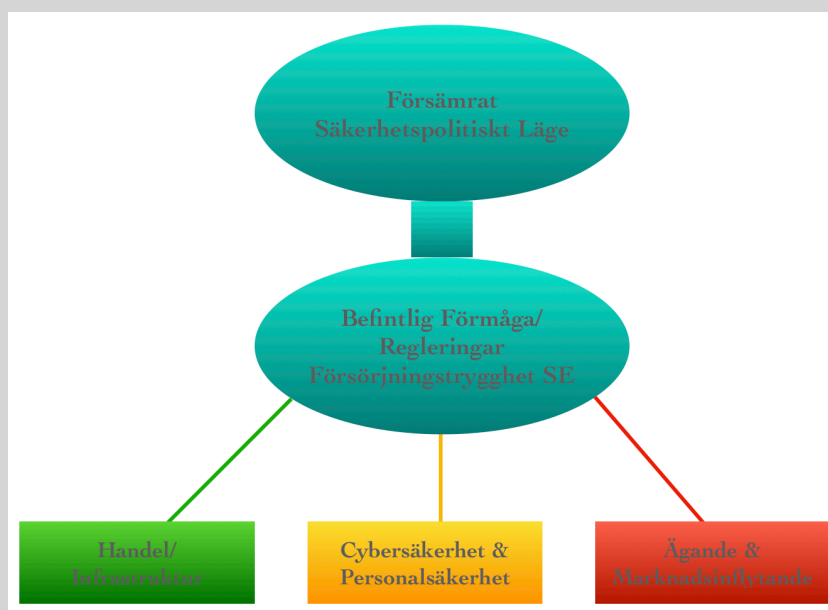 Försämrat
Säkerhetspolitiskt Läge
Befintlig Förmåga/
Regleringar
Försörjningstrygghet SE
Handel/
Infrastruktur
Cybersäkerhet &
Personalsäkerhet
Ägande &
Marknadsinflytande